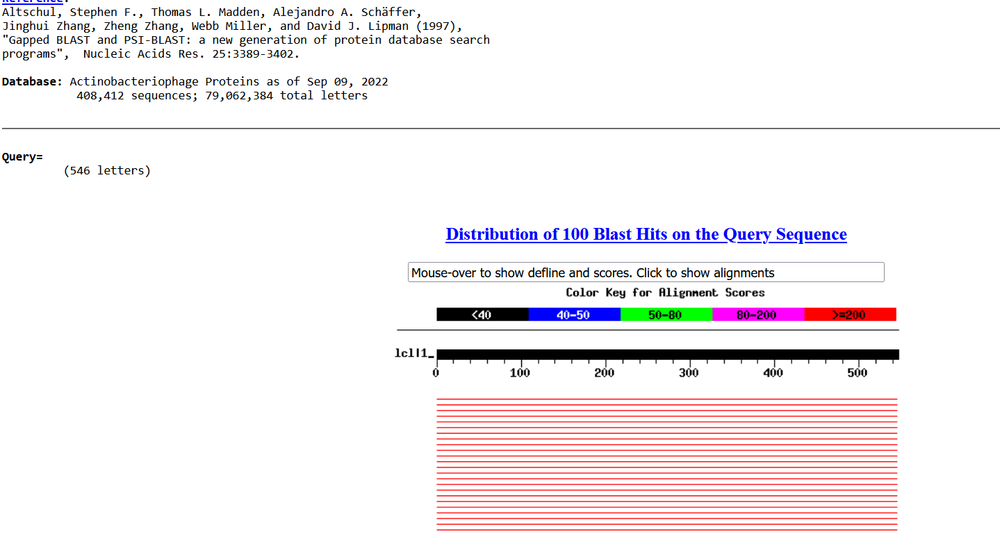 Reference:
Altschul, Stephen F., Thomas L. Madden, Alejandro A. Schäffer,
Jinghui Zhang, Zheng Zhang, Webb Miller, and David J. Lipman (1997),
"Gapped BLAST and PSI-BLAST: a new generation of protein database search
programs",  Nucleic Acids Res. 25:3389-3402.
Database: Actinobacteriophage Proteins as of Sep 09, 2022
408,412 sequences; 79,062,384 total letters
Query=
(546 letters)
Distribution of 100 Blast Hits on the Query Sequence
Mouse-over to show defline and scores. Click to show alignments
Color Key for Alignment Scores
<40 40-50 50-80 80-200 >=200
lcl|1_
0 100 200 300 400 500